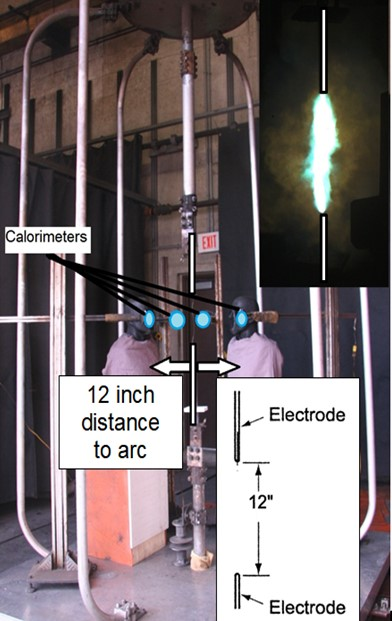 Calorimeters
EXIT
12 inch
distance
to arc
Electrode
12"
Electrode